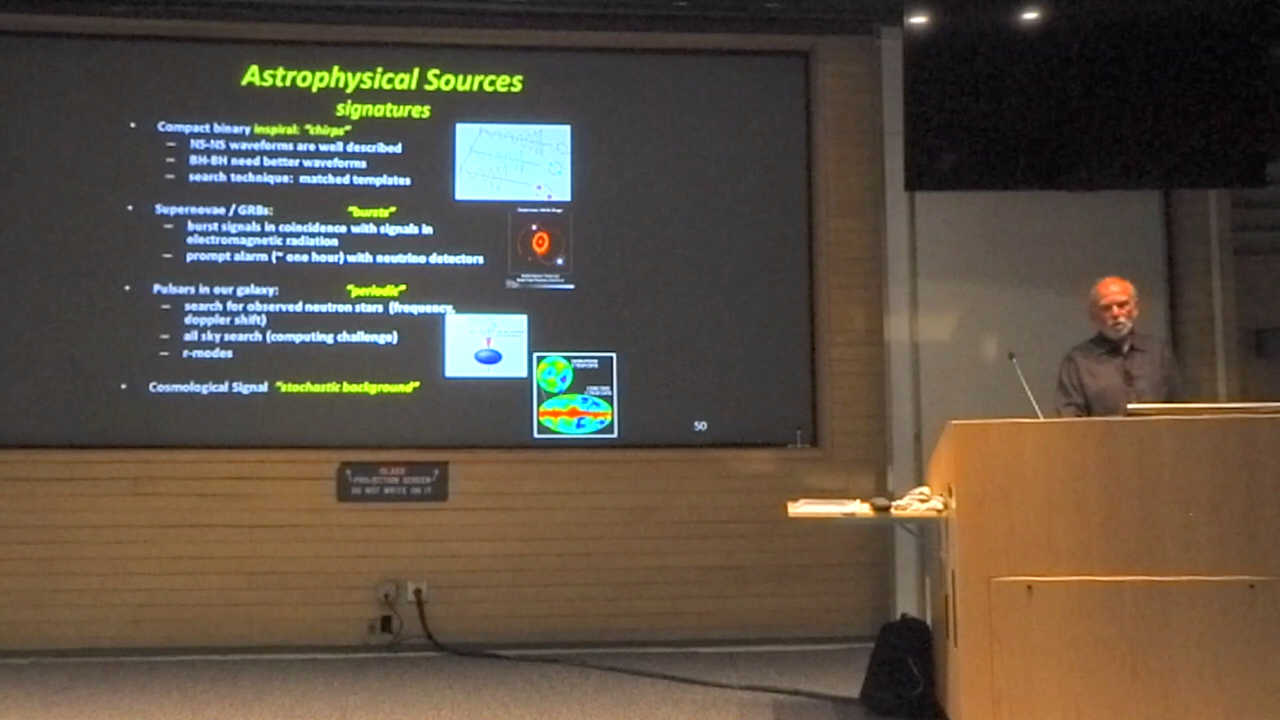 Astrophysical Sources
signatures
• Compact binary inspiral: "chirps"
– NS-NS waveforms are well described
– BH-BH need better waveforms
– search technique: matched templates
• Supernovae / GRBs: "bursts"
– burst signals in coincidence with signals in
electromagnetic radiation
– prompt alarm (~ one hour) with neutrino detectors
• Pulsars in our galaxy: "periodic"
– search for observed neutron stars (frequency,
doppler shift)
– all sky search (computing challenge)
– r-modes
• Cosmological Signal "stochastic background"
50
GLASS
PROJECTION SCREEN
DO NOT WRITE ON IT